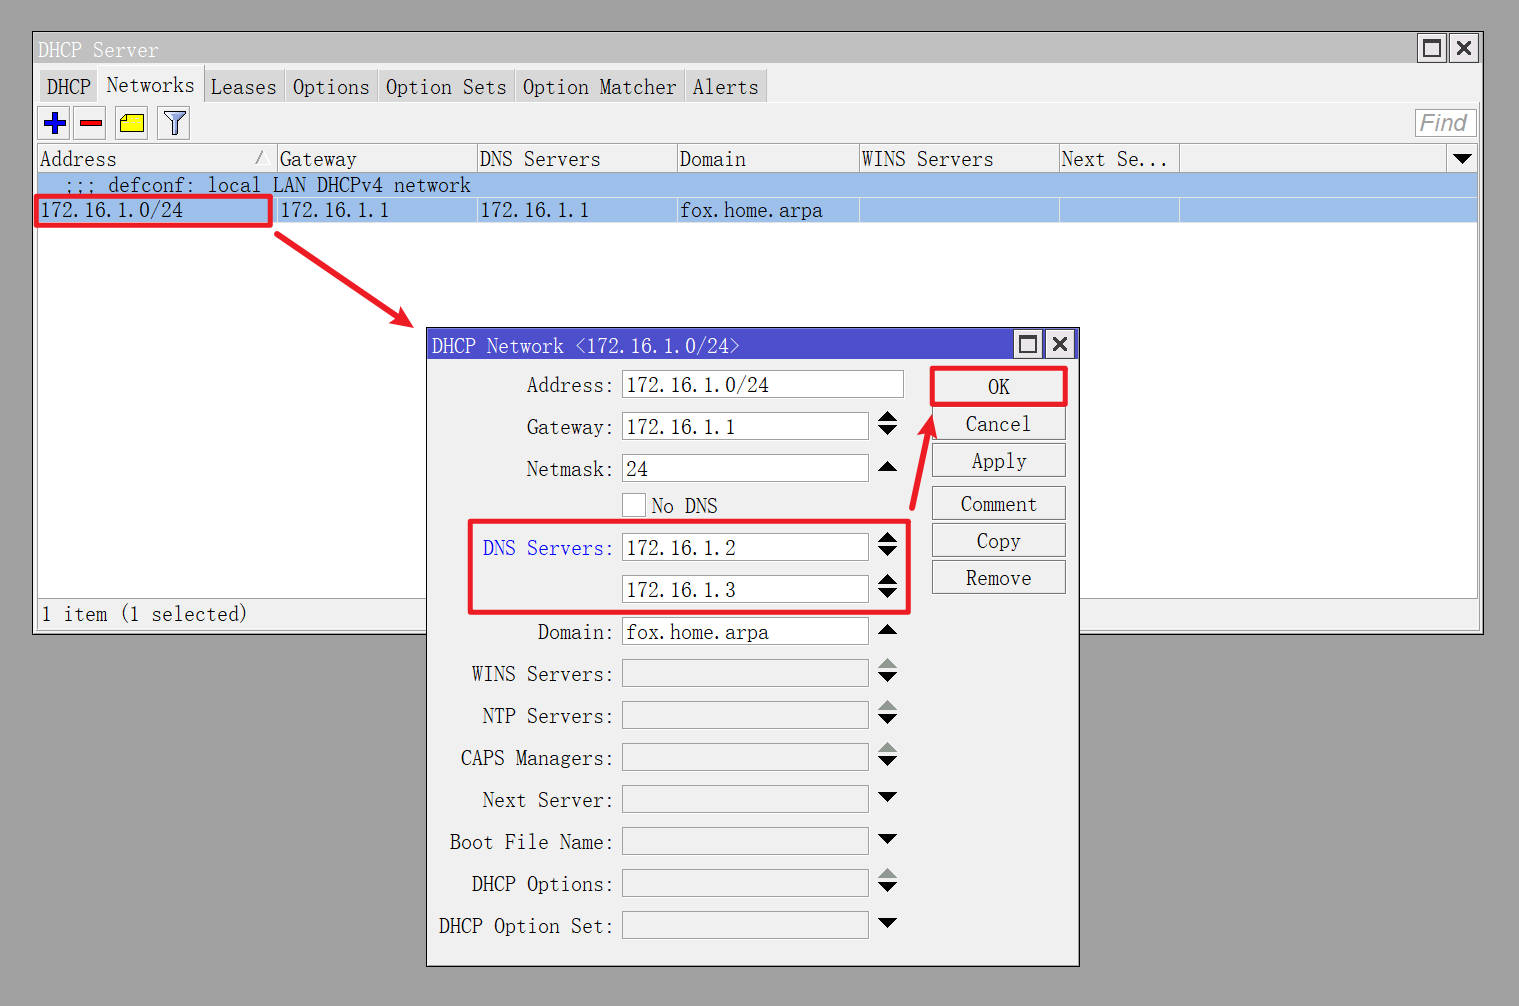 DHCP Server
DHCP Networks Leases Options Option Sets Option Matcher Alerts
Find
Address Gateway DNS Servers Domain WINS Servers Next Se...
;;; defconf: local LAN DHCPv4 network
172.16.1.0/24 172.16.1.1 172.16.1.1 fox.home.arpa
1 item (1 selected)
DHCP Network <172.16.1.0/24>
Address: 172.16.1.0/24
Gateway: 172.16.1.1
Netmask: 24
No DNS
DNS Servers: 172.16.1.2
172.16.1.3
Domain: fox.home.arpa
WINS Servers:
NTP Servers:
CAPS Managers:
Next Server:
Boot File Name:
DHCP Options:
DHCP Option Set:
OK
Cancel
Apply
Comment
Copy
Remove